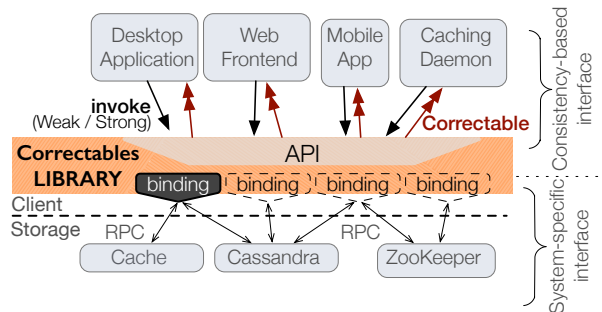 Desktop
Application
Web
Frontend
Mobile
App
Caching
Daemon
invoke
(Weak / Strong)
Correctable
Correctables
LIBRARY
API
binding
binding
binding
binding
Client
Storage
RPC
RPC
Cache
Cassandra
ZooKeeper
Consistency-based
interface
System-specific
interface